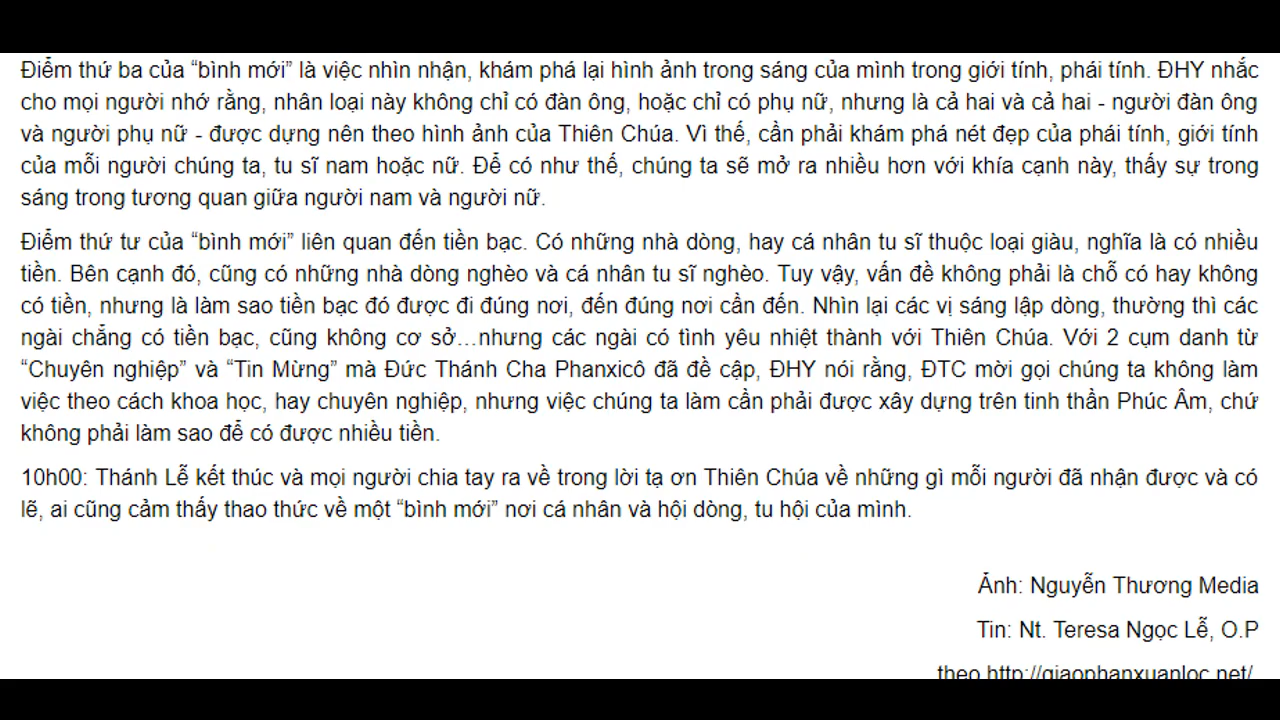 Điểm thứ ba của “bình mới” là việc nhìn nhận, khám phá lại hình ảnh trong sáng của mình trong giới tính, phái tính. ĐHY nhắc
cho mọi người nhớ rằng, nhân loại này không chỉ có đàn ông, hoặc chỉ có phụ nữ, nhưng là cả hai và cả hai - người đàn ông
và người phụ nữ - được dựng nên theo hình ảnh của Thiên Chúa. Vì thế, cần phải khám phá nét đẹp của phái tính, giới tính
của mỗi người chúng ta, tu sĩ nam hoặc nữ. Để có như thế, chúng ta sẽ mở ra nhiều hơn với khía cạnh này, thấy sự trong
sáng trong tương quan giữa người nam và người nữ.
Điểm thứ tư của “bình mới” liên quan đến tiền bạc. Có những nhà dòng, hay cá nhân tu sĩ thuộc loại giàu, nghĩa là có nhiều
tiền. Bên cạnh đó, cũng có những nhà dòng nghèo và cá nhân tu sĩ nghèo. Tuy vậy, vấn đề không phải là chỗ có hay không
có tiền, nhưng là làm sao tiền bạc đó được đi đúng nơi, đến đúng nơi cần đến. Nhìn lại các vị sáng lập dòng, thường thì các
ngài chẳng có tiền bạc, cũng không cơ sở...nhưng các ngài có tình yêu nhiệt thành với Thiên Chúa. Với 2 cụm danh từ
“Chuyên nghiệp” và “Tin Mừng” mà Đức Thánh Cha Phanxicô đã đề cập, ĐHY nói rằng, ĐTC mời gọi chúng ta không làm
việc theo cách khoa học, hay chuyên nghiệp, nhưng việc chúng ta làm cần phải được xây dựng trên tinh thần Phúc Âm, chứ
không phải làm sao để có được nhiều tiền.
10h00: Thánh Lễ kết thúc và mọi người chia tay ra về trong lời tạ ơn Thiên Chúa về những gì mỗi người đã nhận được và có
lẽ, ai cũng cảm thấy thao thức về một “bình mới” nơi cá nhân và hội dòng, tu hội của mình.
Ảnh: Nguyễn Thương Media
Tin: Nt. Teresa Ngọc Lễ, O.P
theo http://giaophanxuanloc.net/